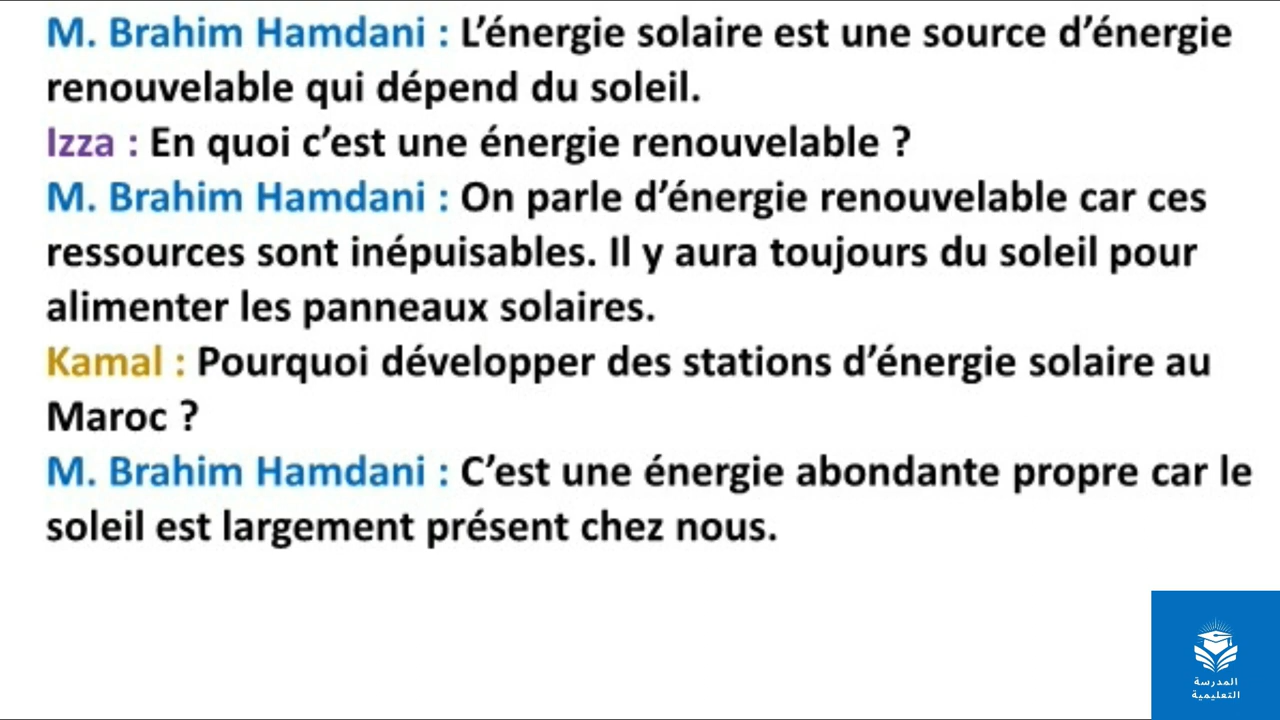 M. Brahim Hamdani : L’énergie solaire est une source d’énergie
renouvelable qui dépend du soleil.
Izza : En quoi c’est une énergie renouvelable ?
M. Brahim Hamdani : On parle d’énergie renouvelable car ces
ressources sont inépuisables. Il y aura toujours du soleil pour
alimenter les panneaux solaires.
Kamal : Pourquoi développer des stations d’énergie solaire au
Maroc ?
M. Brahim Hamdani : C’est une énergie abondante propre car le
soleil est largement présent chez nous.
المدرسة
التعليمية